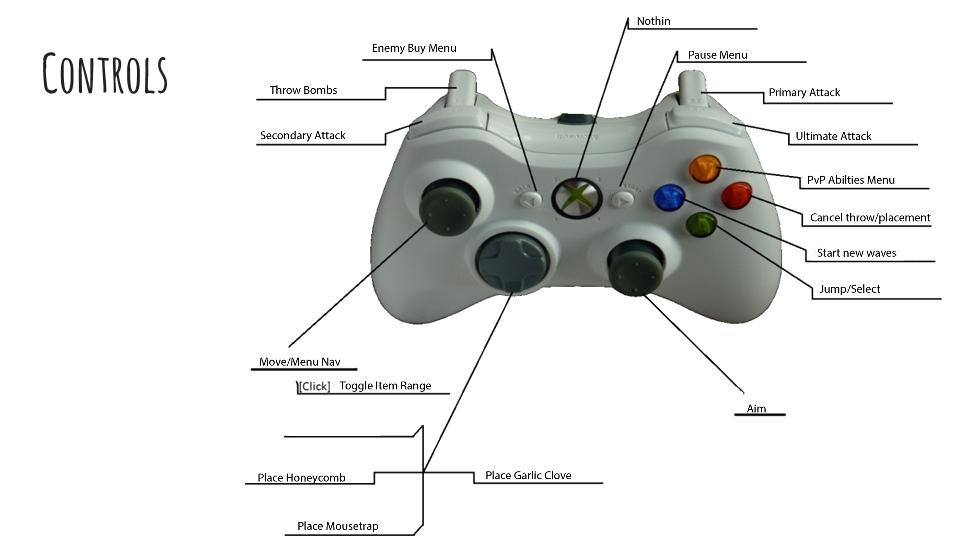 CONTROLS
Nothin
Enemy Buy Menu
Pause Menu
Throw Bombs
Primary Attack
Secondary Attack
Ultimate Attack
PvP Abilties Menu
Cancel throw/placement
Start new waves
Jump/Select
Move/Menu Nav
[Click] Toggle Item Range
Aim
Place Honeycomb
Place Garlic Clove
Place Mousetrap